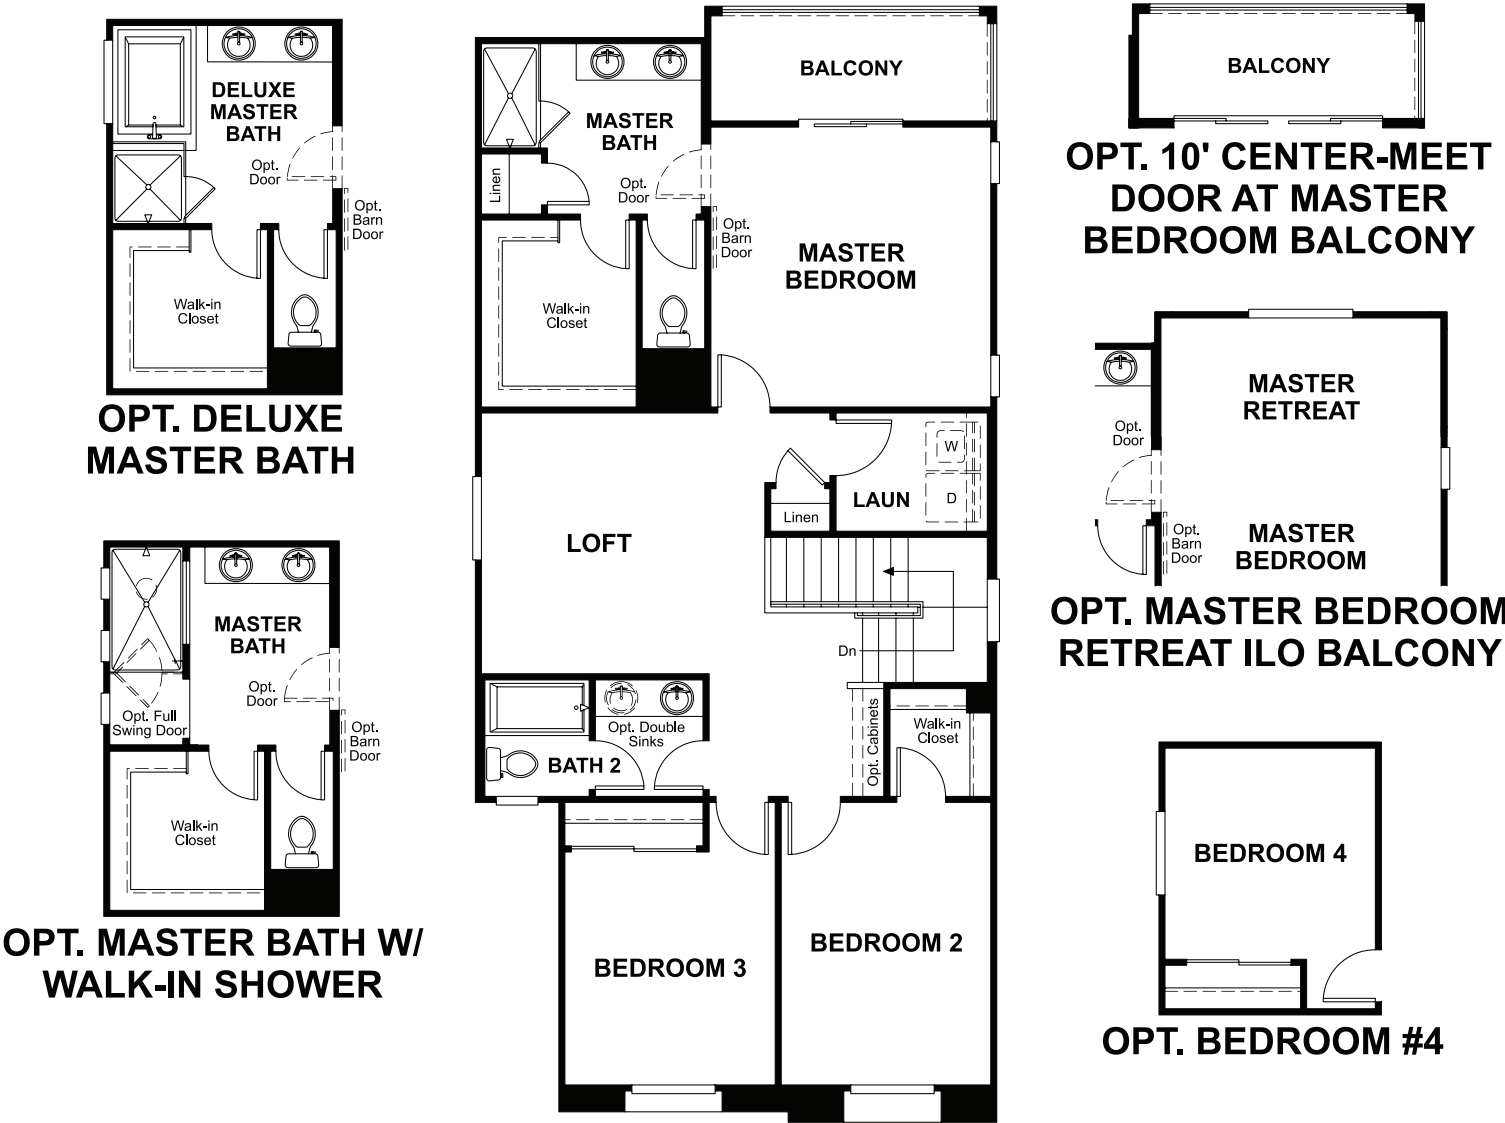 DELUXE
MASTER
BATH
Opt.
Door
Opt.
Barn
Door
Walk-in
Closet
OPT. DELUXE
MASTER BATH
MASTER
BATH
Opt.
Door
Opt. Full
Swing Door
Opt.
Barn
Door
Walk-in
Closet
OPT. MASTER BATH W/
WALK-IN SHOWER
BALCONY
MASTER
BATH
Linen
Opt.
Door
Opt.
Barn
Door
MASTER
BEDROOM
Walk-in
Closet
W
D
LAUN
Linen
LOFT
Dn
Opt. Double
Sinks
BATH 2
Opt. Cabinets
Walk-in
Closet
BEDROOM 3
BEDROOM 2
BALCONY
OPT. 10' CENTER-MEET
DOOR AT MASTER
BEDROOM BALCONY
MASTER
RETREAT
Opt.
Door
Opt.
Barn
Door
MASTER
BEDROOM
OPT. MASTER BEDROOM
RETREAT ILO BALCONY
BEDROOM 4
OPT. BEDROOM #4